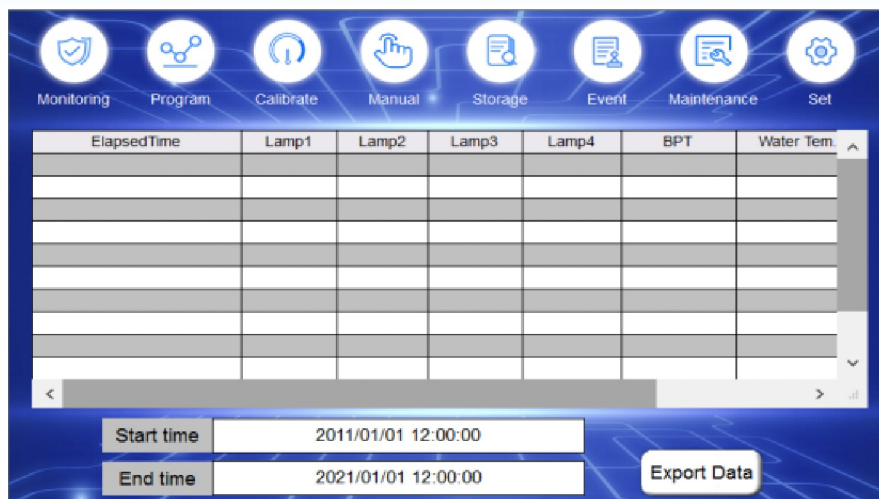 Monitoring Program Calibrate Manual Storage Event Maintenance Set
ElapsedTime Lamp1 Lamp2 Lamp3 Lamp4 BPT Water Tem.
Start time 2011/01/01 12:00:00
End time 2021/01/01 12:00:00
Export Data